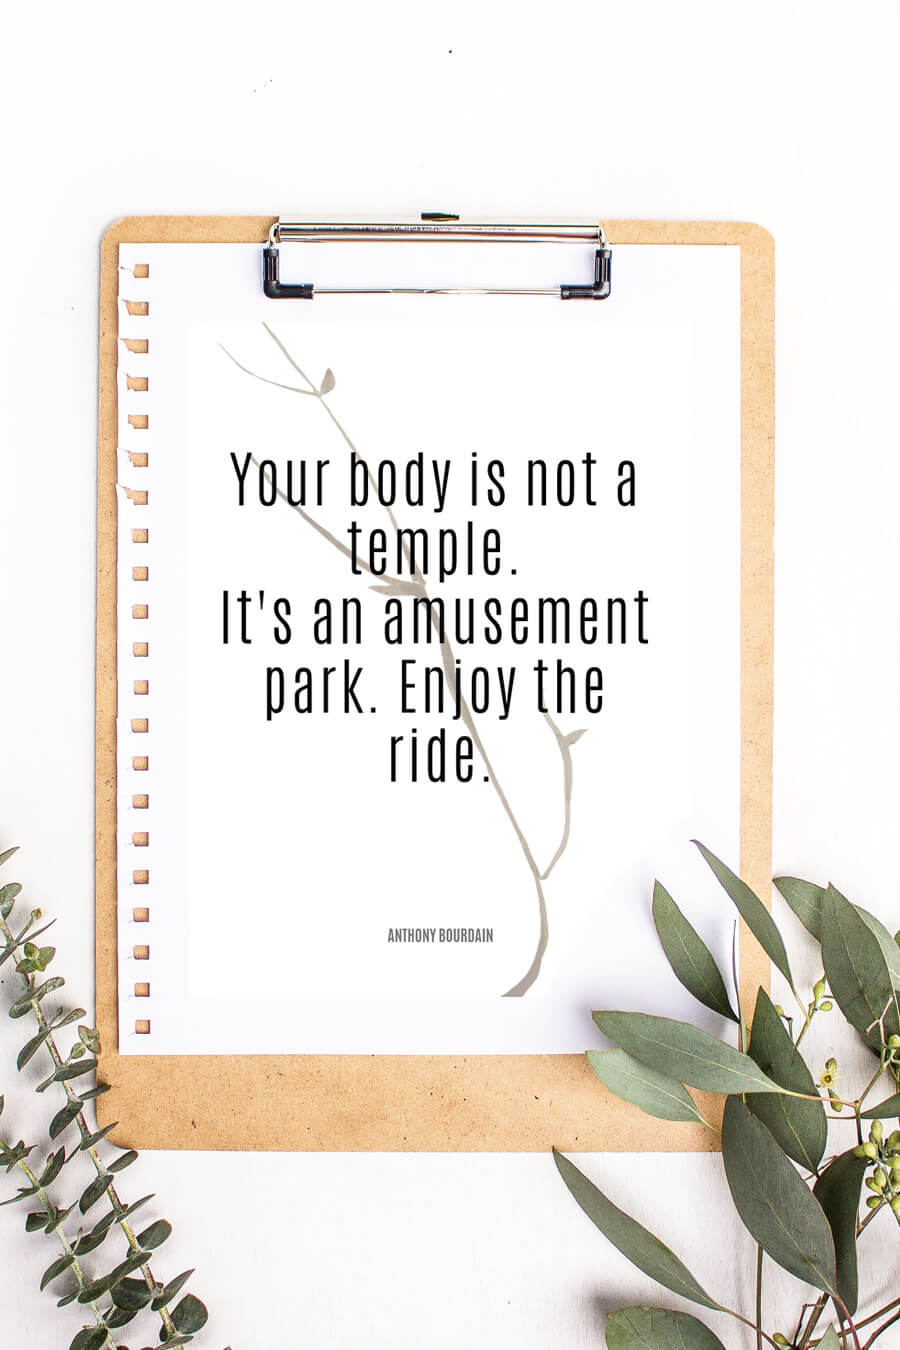 Your body is not a
temple.
It's an amusement
park. Enjoy the
ride.
ANTHONY BOURDAIN